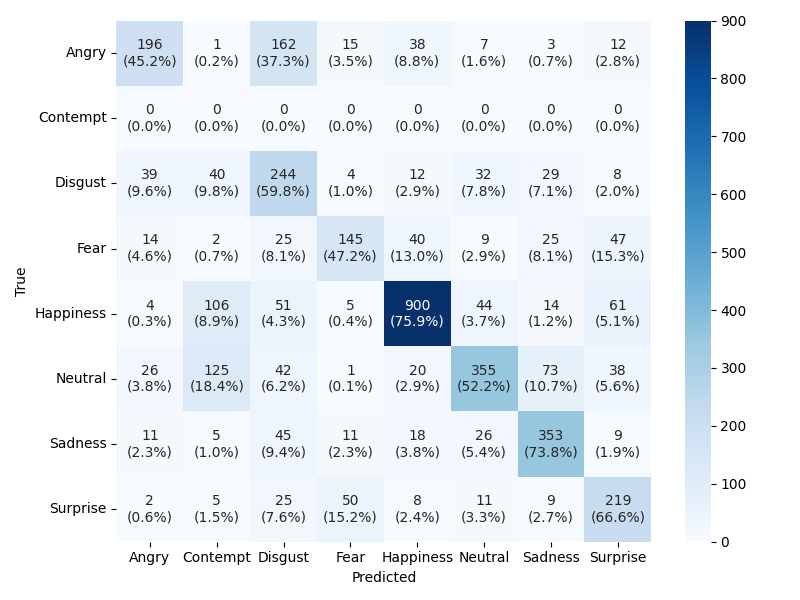 Angry 196 1 162 15 38 7 3 12
(45.2%) (0.2%) (37.3%) (3.5%) (8.8%) (1.6%) (0.7%) (2.8%)
Contempt 0 0 0 0 0 0 0 0
(0.0%) (0.0%) (0.0%) (0.0%) (0.0%) (0.0%) (0.0%) (0.0%)
Disgust 39 40 244 4 12 32 29 8
(9.6%) (9.8%) (59.8%) (1.0%) (2.9%) (7.8%) (7.1%) (2.0%)
Fear 14 2 25 145 40 9 25 47
(4.6%) (0.7%) (8.1%) (47.2%) (13.0%) (2.9%) (8.1%) (15.3%)
Happiness 4 106 51 5 900 44 14 61
(0.3%) (8.9%) (4.3%) (0.4%) (75.9%) (3.7%) (1.2%) (5.1%)
Neutral 26 125 42 1 20 355 73 38
(3.8%) (18.4%) (6.2%) (0.1%) (2.9%) (52.2%) (10.7%) (5.6%)
Sadness 11 5 45 11 18 26 353 9
(2.3%) (1.0%) (9.4%) (2.3%) (3.8%) (5.4%) (73.8%) (1.9%)
Surprise 2 5 25 50 8 11 9 219
(0.6%) (1.5%) (7.6%) (15.2%) (2.4%) (3.3%) (2.7%) (66.6%)
Angry Contempt Disgust Fear Happiness Neutral Sadness Surprise
Predicted
True
900
800
700
600
500
400
300
200
100
0